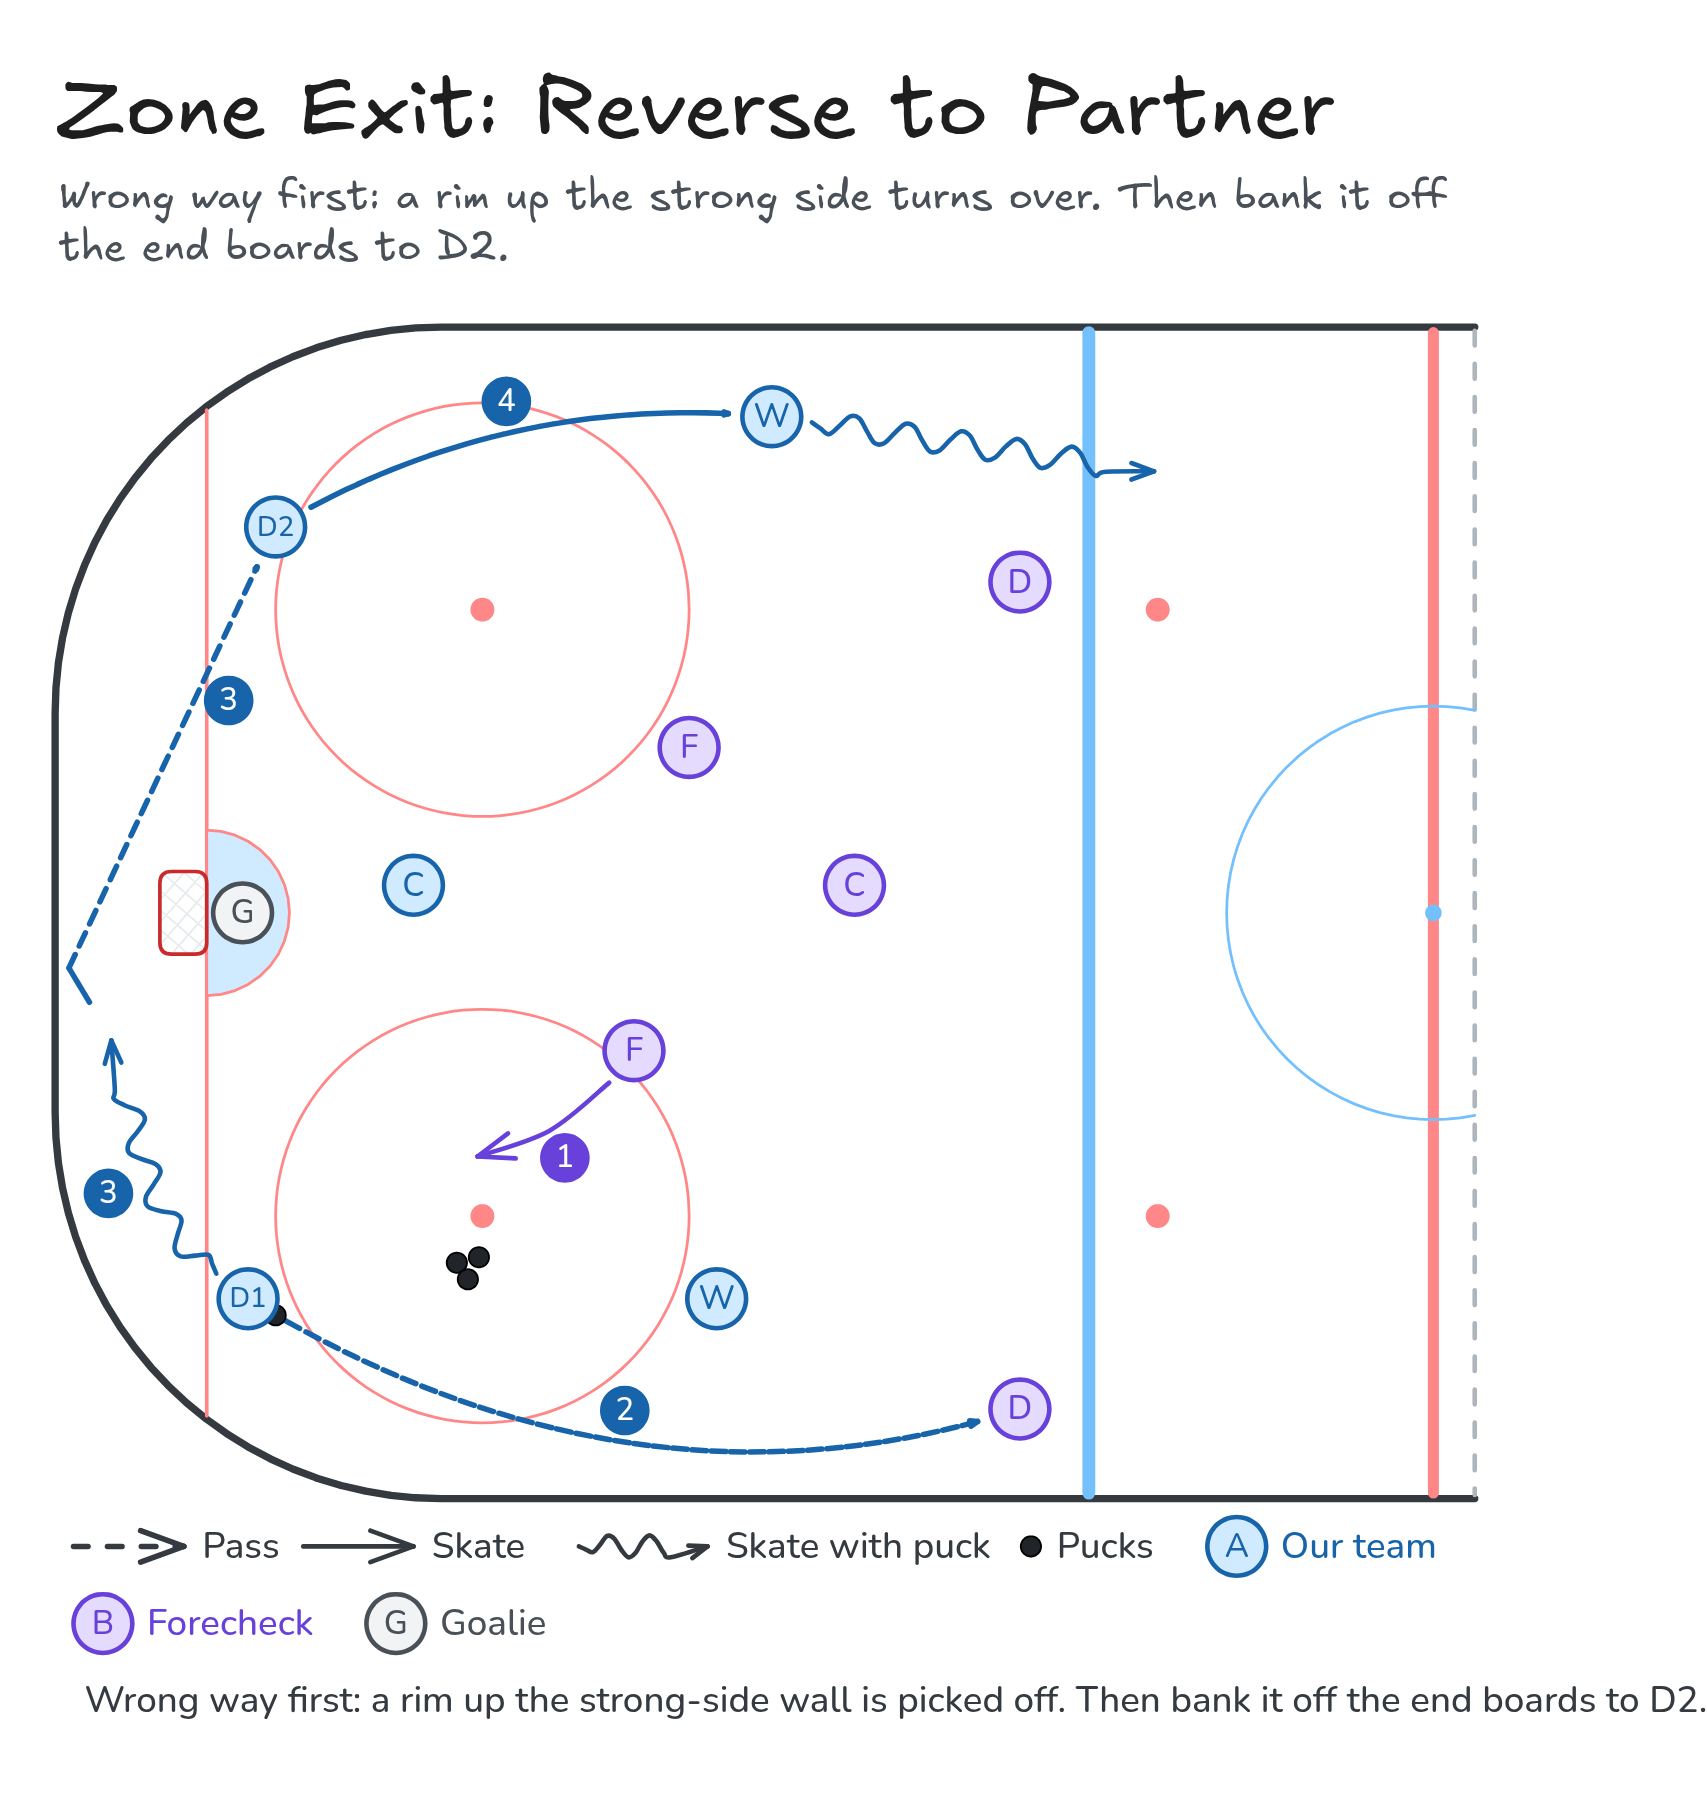 Zone Exit: Reverse to Partner
Wrong way first: a rim up the strong side turns over. Then bank it off
the end boards to D2.
4
W
D2
D
3
F
C
G
C
F
1
3
D1
W
2
D
Pass
Skate
Skate with puck
Pucks
A
Our team
B
Forecheck
G
Goalie
Wrong way first: a rim up the strong-side wall is picked off. Then bank it off the end boards to D2.